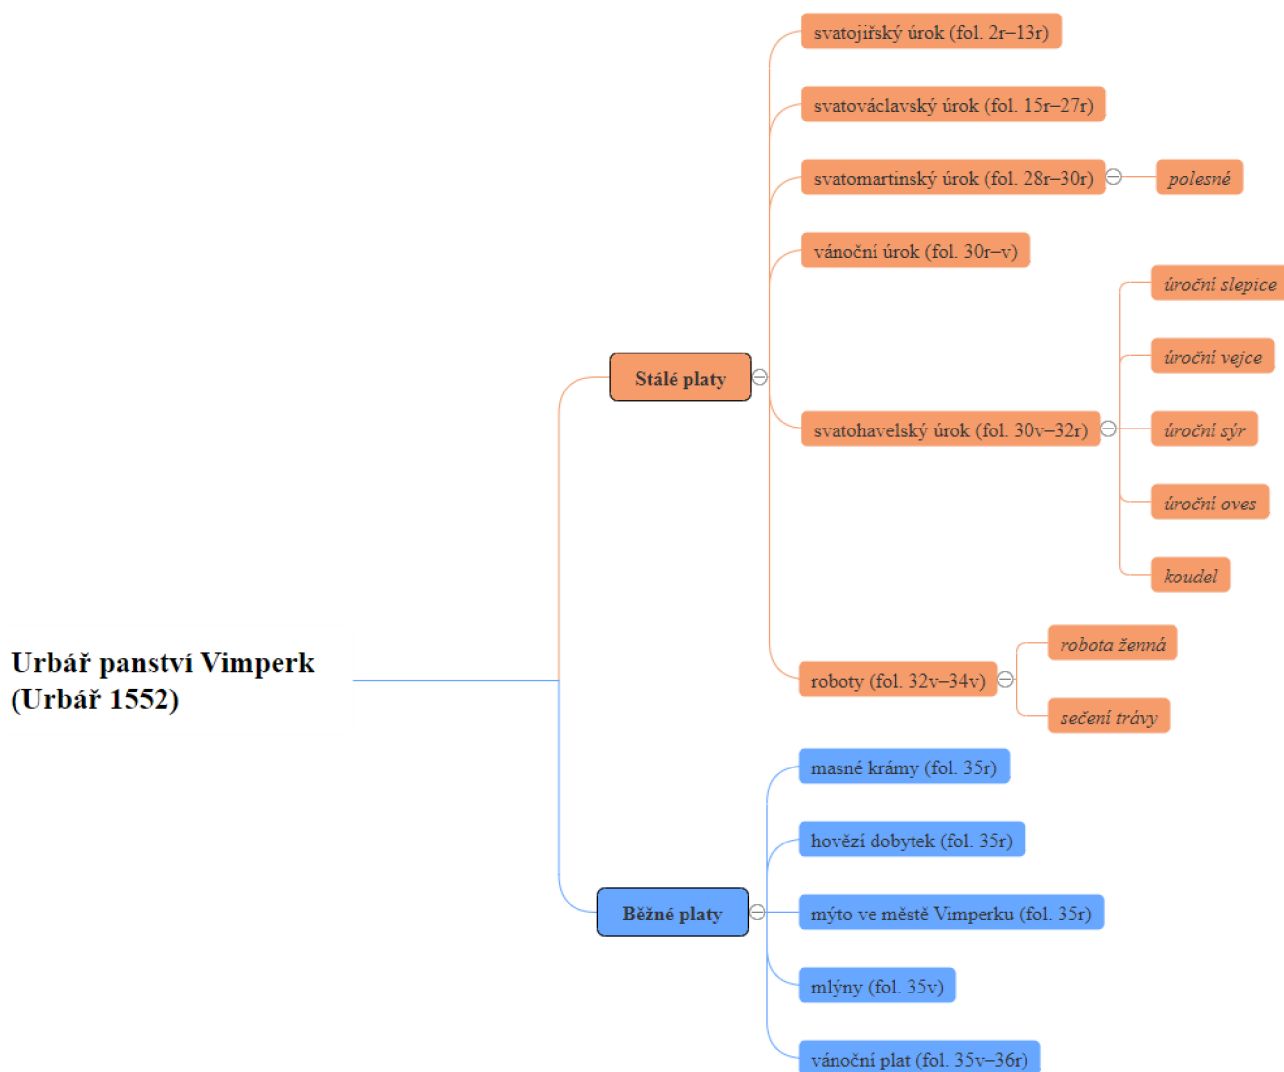 Urbář panství Vimperk
(Urbář 1552)
Stálé platy
svatojiřský úrok (fol. 2r–13r)
svatováclavský úrok (fol. 15r–27r)
svatomartinský úrok (fol. 28r–30r)
polesné
vánoční úrok (fol. 30r–v)
svatohavelský úrok (fol. 30v–32r)
úroční slepice
úroční vejce
úroční sýr
úroční oves
koudel
roboty (fol. 32v–34v)
robota ženná
sečení trávy
Běžné platy
masné krámy (fol. 35r)
hovězí dobytek (fol. 35r)
mýto ve městě Vimperku (fol. 35r)
mlýny (fol. 35v)
vánoční plat (fol. 35v–36r)